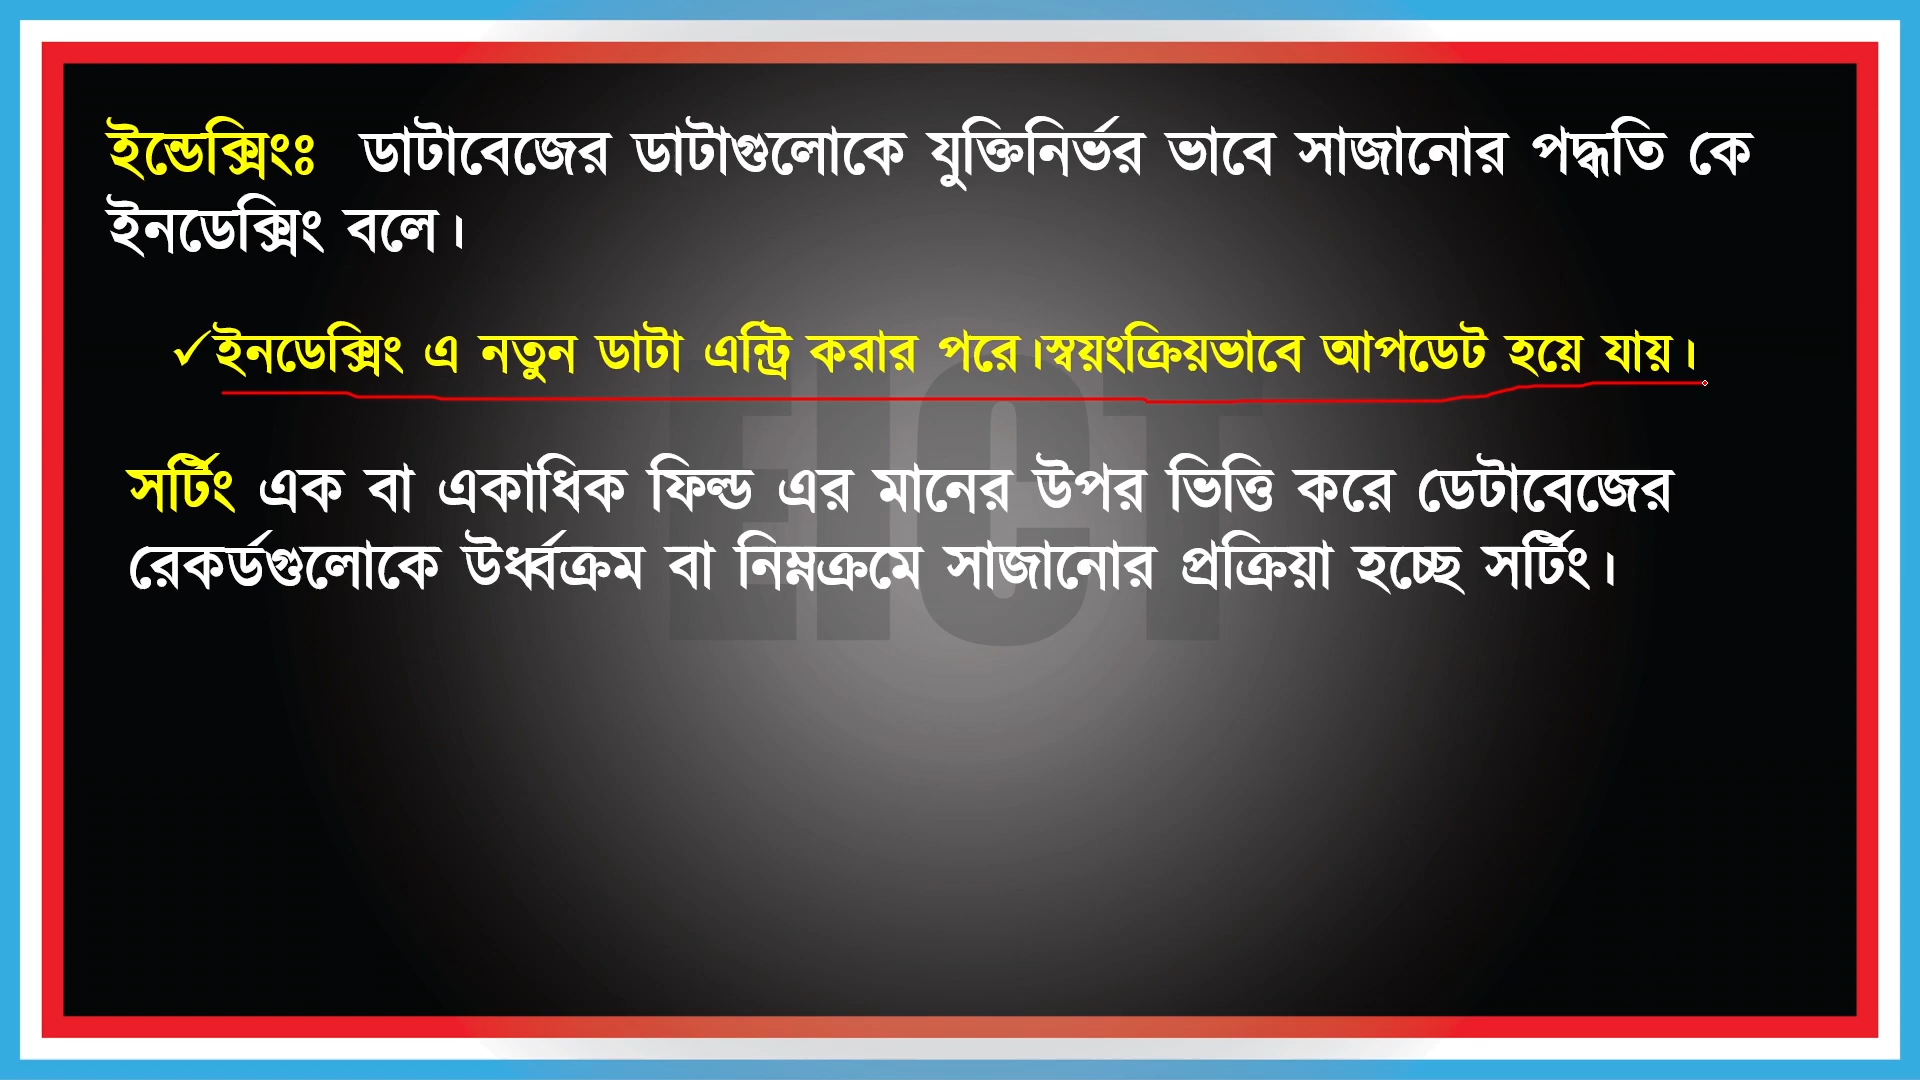 ইন্ডেক্সিংঃ ডাটাবেজের ডাটাগুলোকে যুক্তিনির্ভর ভাবে সাজানোর পদ্ধতি কে
ইনডেক্সিং বলে।
✓ইনডেক্সিং এ নতুন ডাটা এন্ট্রি করার পরে।স্বয়ংক্রিয়ভাবে আপডেট হয়ে যায়।
EICT
সর্টিং এক বা একাধিক ফিল্ড এর মানের উপর ভিত্তি করে ডেটাবেজের
রেকর্ডগুলোকে উর্ধ্বক্রম বা নিম্নক্রমে সাজানোর প্রক্রিয়া হচ্ছে সর্টিং।